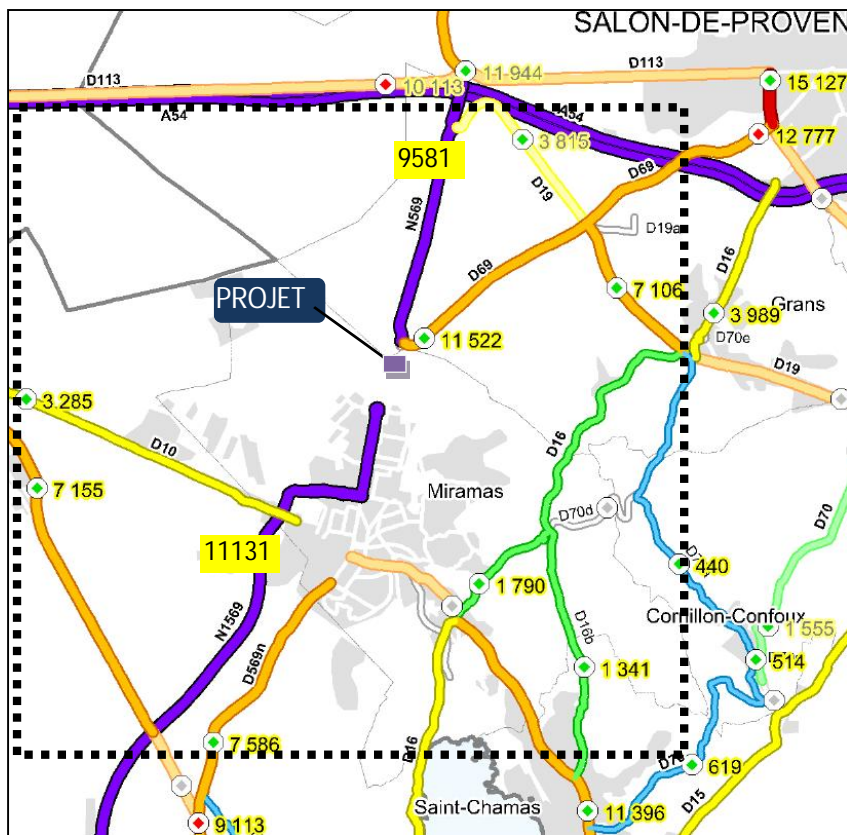 SALON-DE-PROVEN
D113
D113
11 944
10 113
15 127
A54
A54
12 777
3 815
9581
D69
D19
N569
D16
D19a
D69
PROJET
7 106
3 989
Grans
11 522
D70e
D19
3 285
D10
D16
7 155
Miramas
D70d
D70
11131
440
1 790
Cornillon-Confoux
1 555
N1569
D569n
D16b
514
1 341
7 586
D16
619
D15
Saint-Chamas
11 396
9 113